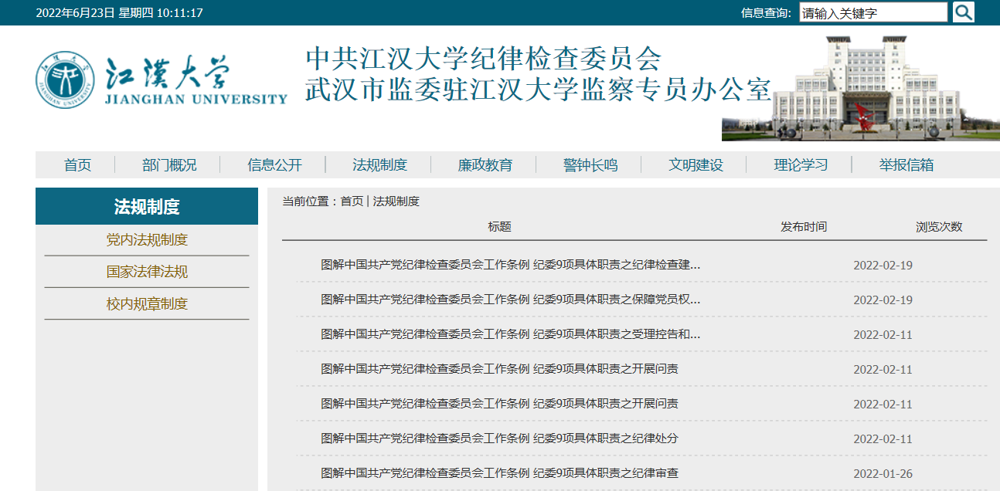 2022年6月23日 星期四 10:11:17
信息查询:
请输入关键字
江漢大学
JIANGHAN UNIVERSITY
中共江汉大学纪律检查委员会
武汉市监委驻江汉大学监察专员办公室
首页 部门概况 信息公开 法规制度 廉政教育 警钟长鸣 文明建设 理论学习 举报信箱
法规制度
党内法规制度
国家法律法规
校内规章制度
当前位置：首页 | 法规制度
标题 发布时间 浏览次数
图解中国共产党纪律检查委员会工作条例 纪委9项具体职责之纪律检查建... 2022-02-19
图解中国共产党纪律检查委员会工作条例 纪委9项具体职责之保障党员权... 2022-02-19
图解中国共产党纪律检查委员会工作条例 纪委9项具体职责之受理控告和... 2022-02-11
图解中国共产党纪律检查委员会工作条例 纪委9项具体职责之开展问责 2022-02-11
图解中国共产党纪律检查委员会工作条例 纪委9项具体职责之开展问责 2022-02-11
图解中国共产党纪律检查委员会工作条例 纪委9项具体职责之纪律处分 2022-02-11
图解中国共产党纪律检查委员会工作条例 纪委9项具体职责之纪律审查 2022-01-26